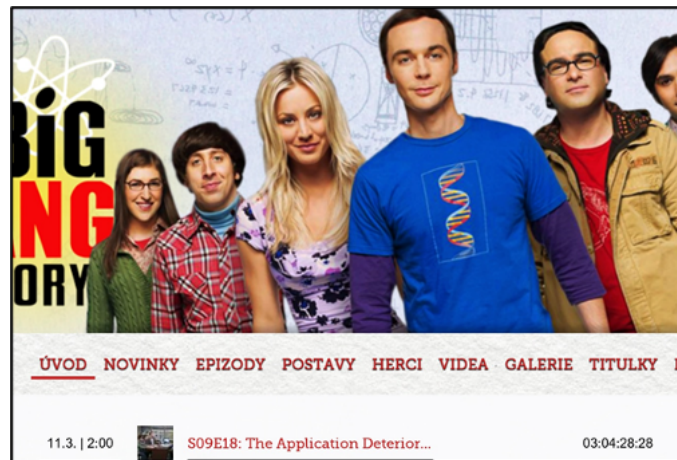 BiG
ANG
ORY
ÚVOD NOVINKY EPIZODY POSTAVY HERCI VIDEA GALERIE TITULKY
11.3. | 2:00 S09E18: The Application Deterior... 03:04:28:28